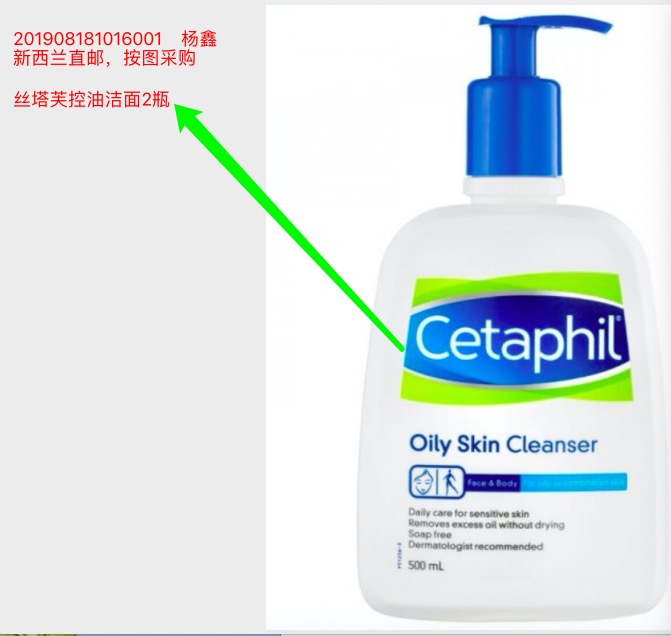 201908181016001 杨鑫
新西兰直邮，按图采购
丝塔芙控油洁面2瓶
Cetaphil®
Oily Skin Cleanser
Face & Body For oily or combination skin
Daily care for sensitive skin
Removes excess oil without drying
Soap free
Dermatologist recommended
500 mL